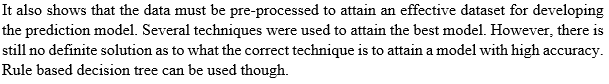 It also shows that the data must be pre-processed to attain an effective dataset for developing
the prediction model. Several techniques were used to attain the best model. However, there is
still no definite solution as to what the correct technique is to attain a model with high accuracy.
Rule based decision tree can be used though.